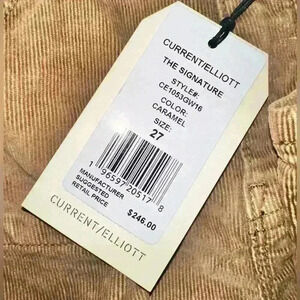 CURRENT/ELLIOTT
THE SIGNATURE
STYLE#:
CE1053GW16
COLOR:
CARAMEL
SIZE:
27
1 96597 20517 8
MANUFACTURER
SUGGESTED
RETAIL PRICE
$246.00
CURRENT/ELLIOTT